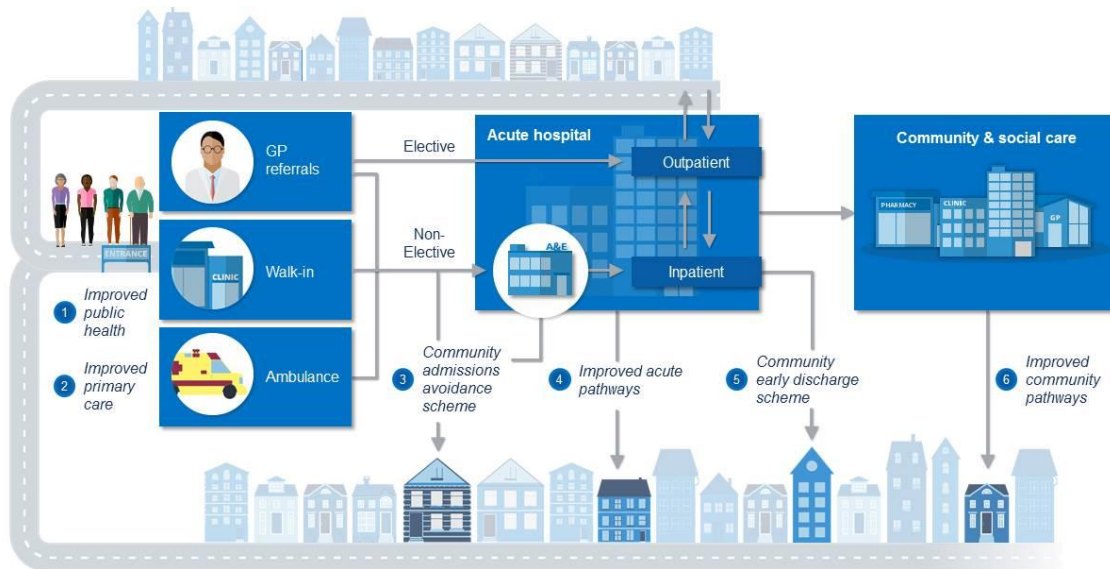 GP
referrals
ENTRANCE
Walk-in
CLINIC
Ambulance
1
Improved
public
health
2
Improved
primary
care
Elective
Non-
Elective
Acute hospital
Outpatient
A&E
Inpatient
Community & social care
PHARMACY
CLINIC
GP
3
Community
admissions
avoidance
scheme
4
Improved acute
pathways
5
Community
early discharge
scheme
6
Improved
community
pathways